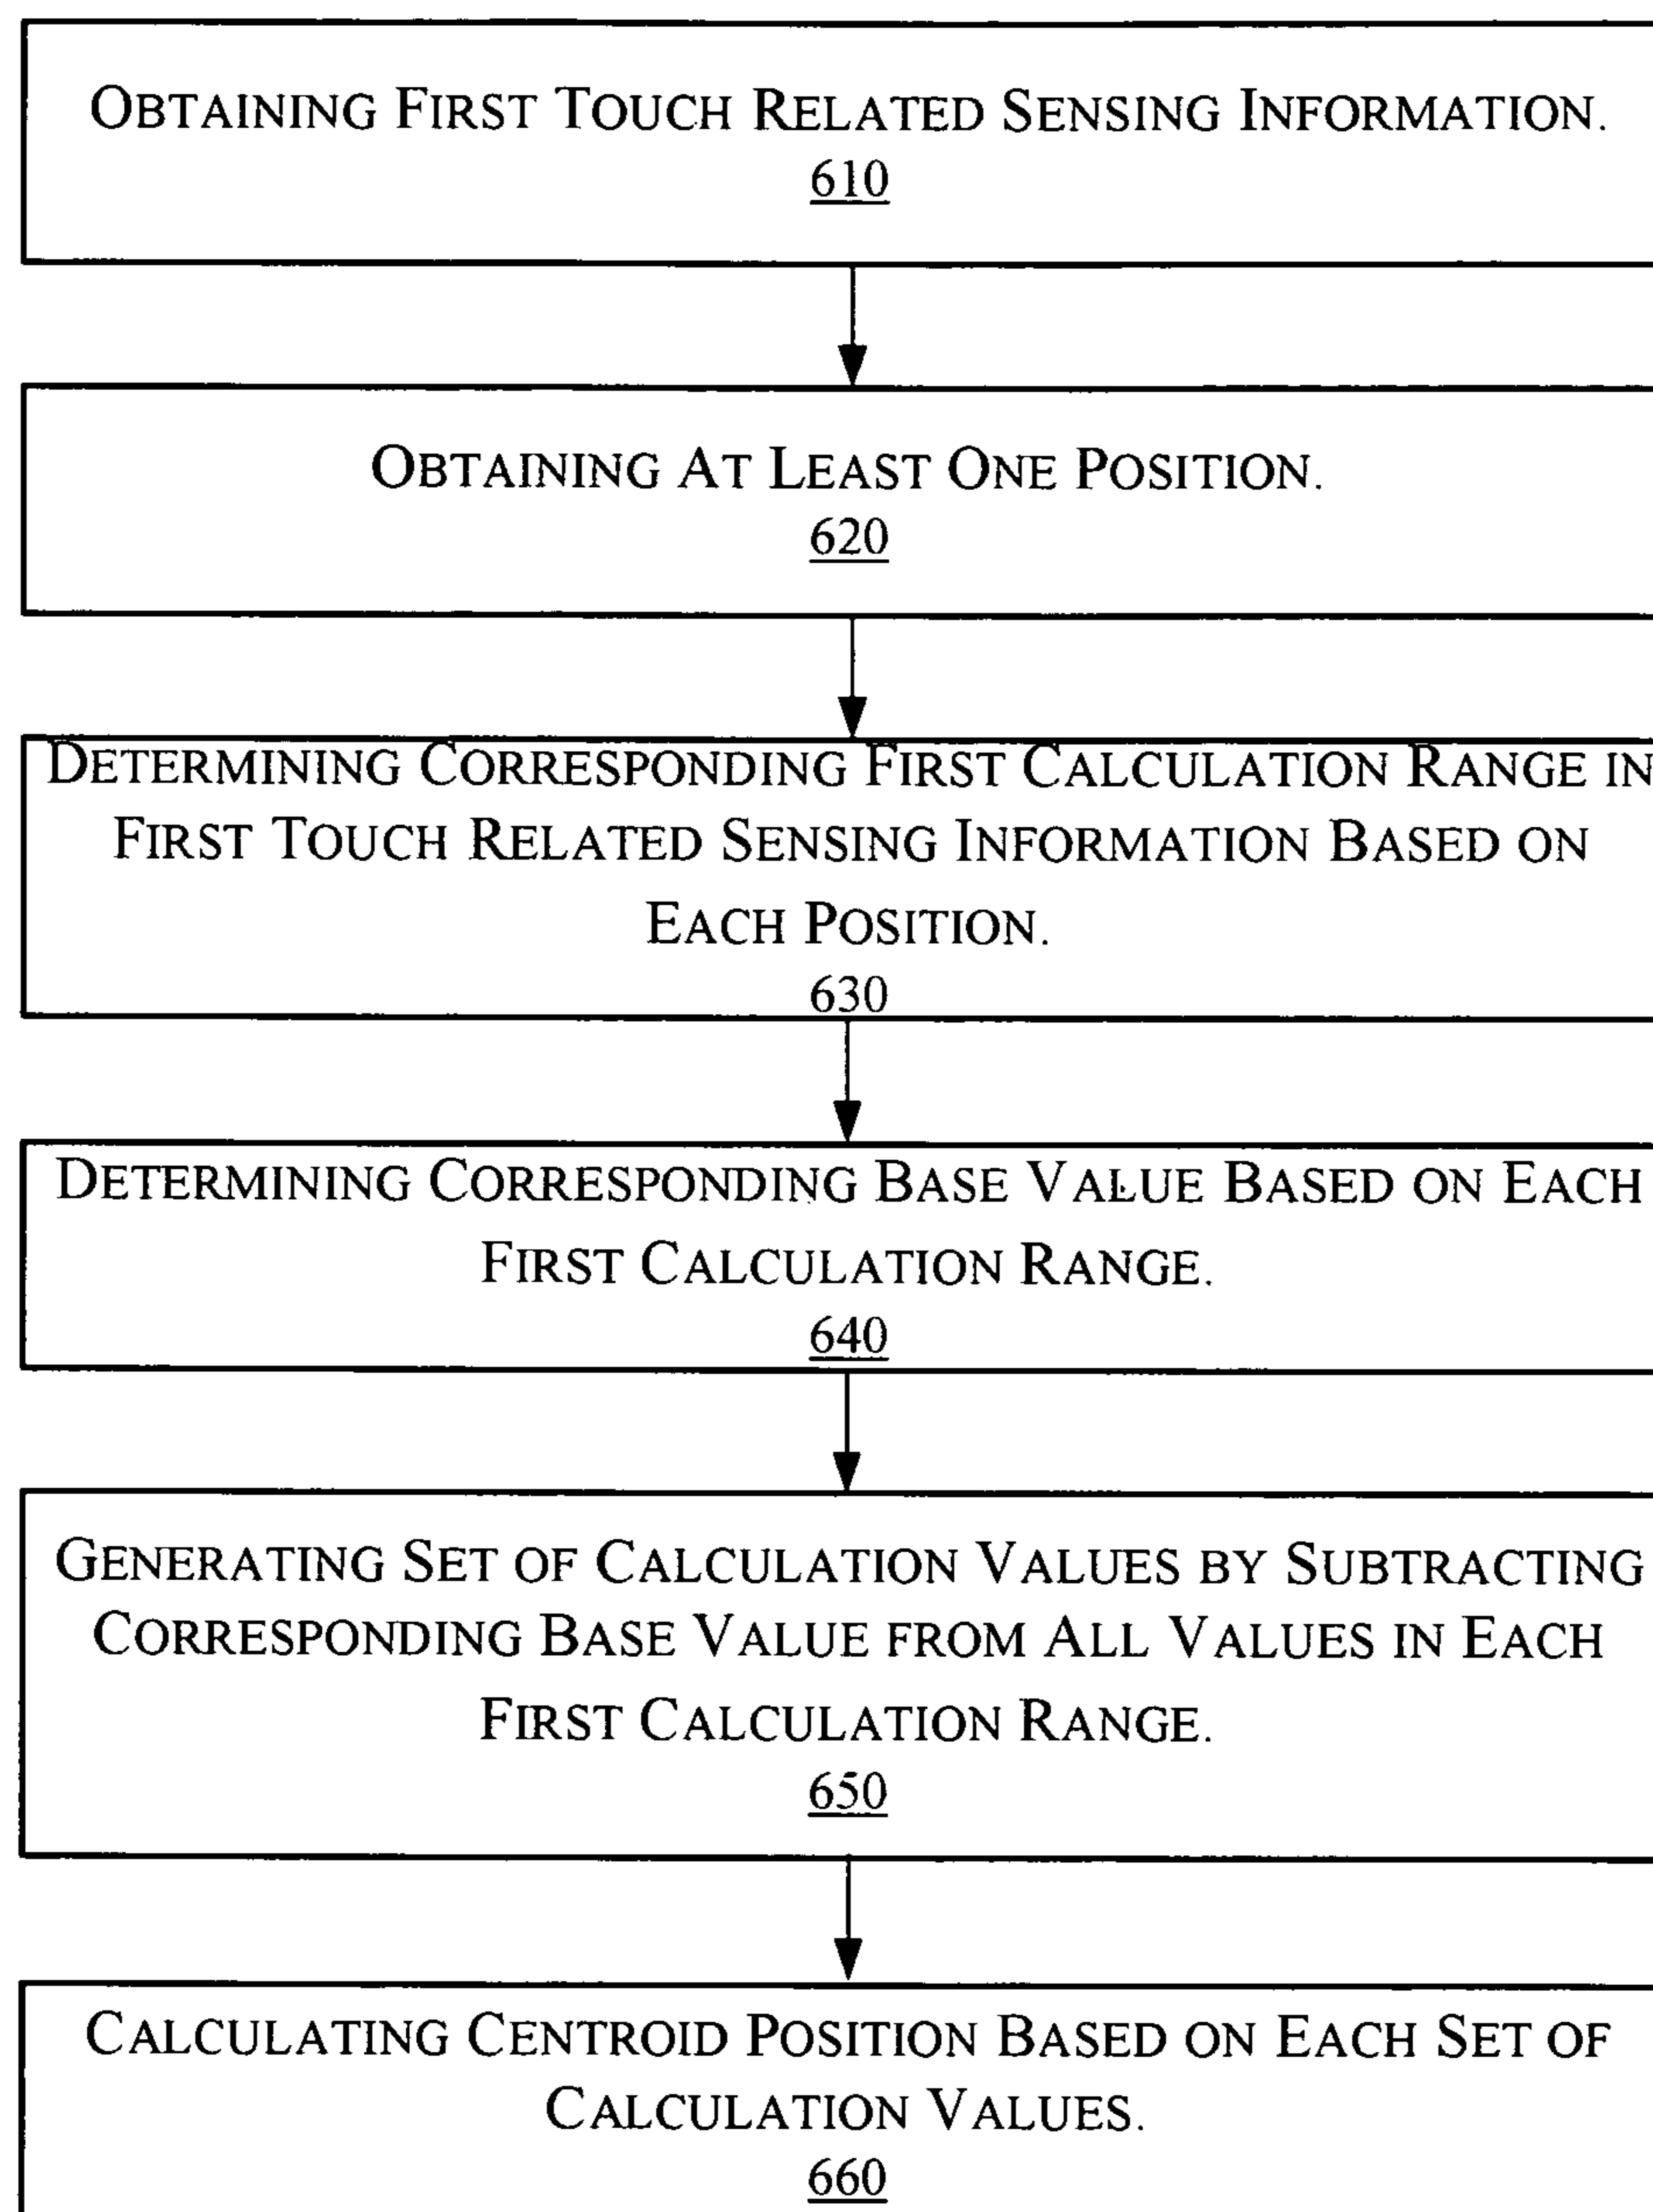 OBTAINING FIRST TOUCH RELATED SENSING INFORMATION.
610
OBTAINING AT LEAST ONE POSITION.
620
DETERMINING CORRESPONDING FIRST CALCULATION RANGE IN
FIRST TOUCH RELATED SENSING INFORMATION BASED ON
EACH POSITION.
630
DETERMINING CORRESPONDING BASE VALUE BASED ON EACH
FIRST CALCULATION RANGE.
640
GENERATING SET OF CALCULATION VALUES BY SUBTRACTING
CORRESPONDING BASE VALUE FROM ALL VALUES IN EACH
FIRST CALCULATION RANGE.
650
CALCULATING CENTROID POSITION BASED ON EACH SET OF
CALCULATION VALUES.
660